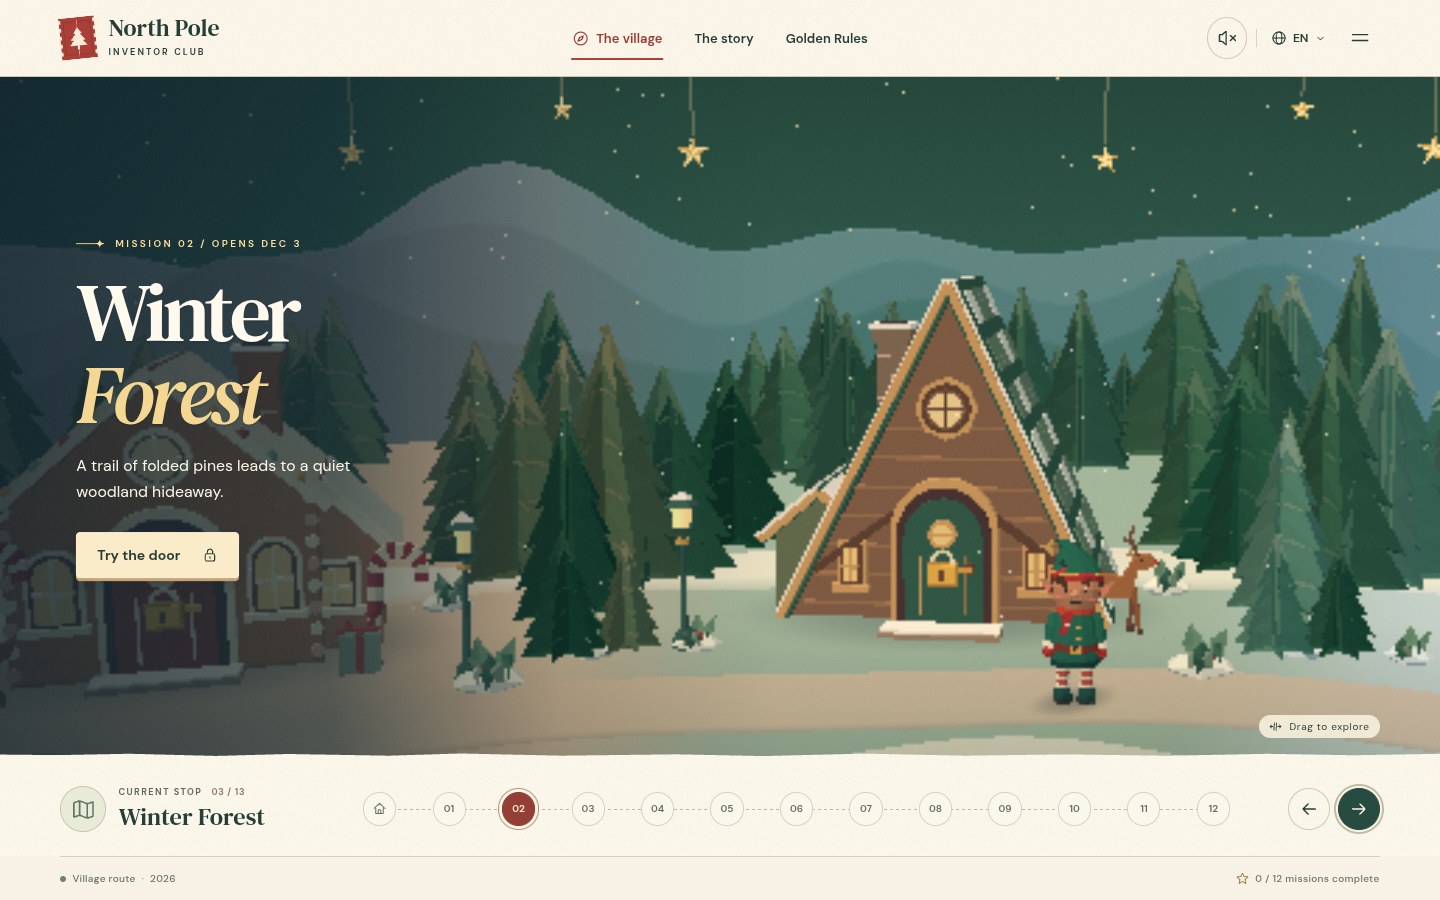 North Pole
INVENTOR CLUB
The village
The story
Golden Rules
EN
MISSION 02 / OPENS DEC 3
Winter
Forest
A trail of folded pines leads to a quiet
woodland hideaway.
Try the door
Drag to explore
CURRENT STOP 03 / 13
Winter Forest
01
02
03
04
05
06
07
08
09
10
11
12
Village route · 2026
0 / 12 missions complete